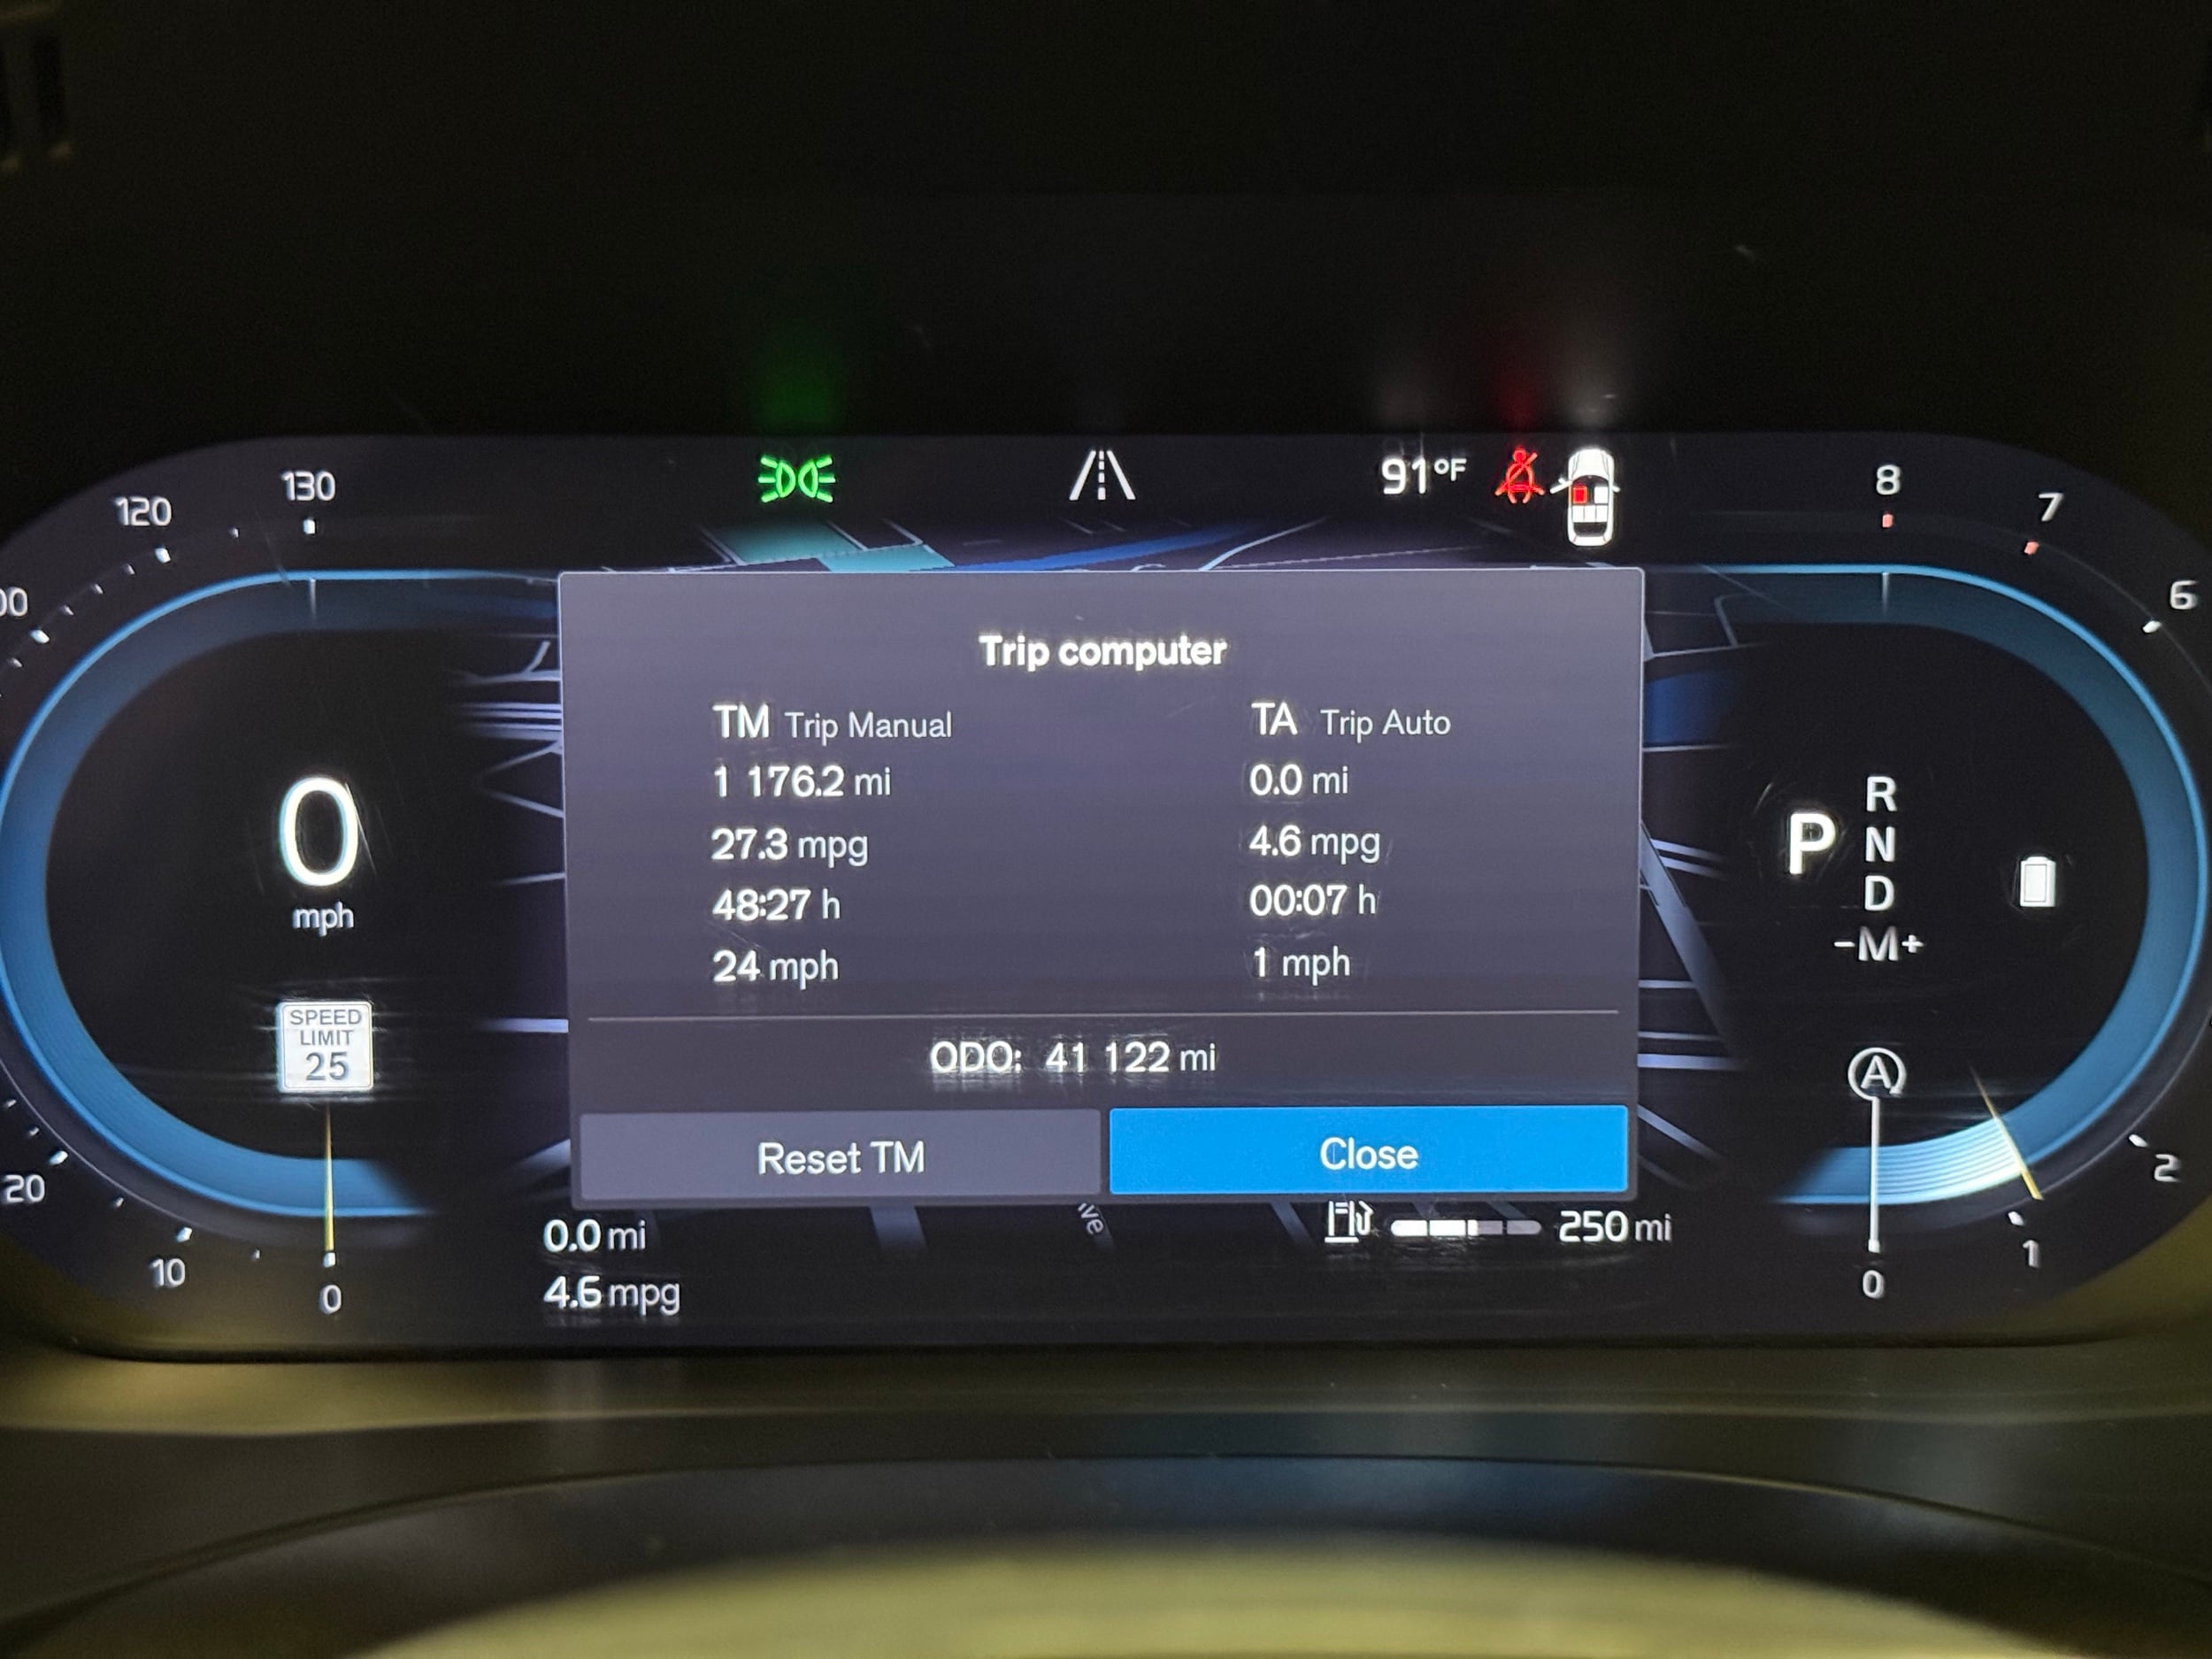 130
120
91°F
8
7
6
Trip computer
TM Trip Manual
TA Trip Auto
1 176.2 mi
0.0 mi
27.3 mpg
4.6 mpg
48:27 h
00:07 h
24 mph
1 mph
ODO: 41 122 mi
Reset TM
Close
0
mph
SPEED
LIMIT
25
P
R
N
D
-M+
A
20
10
0
0.0 mi
4.6 mpg
250 mi
2
1
0